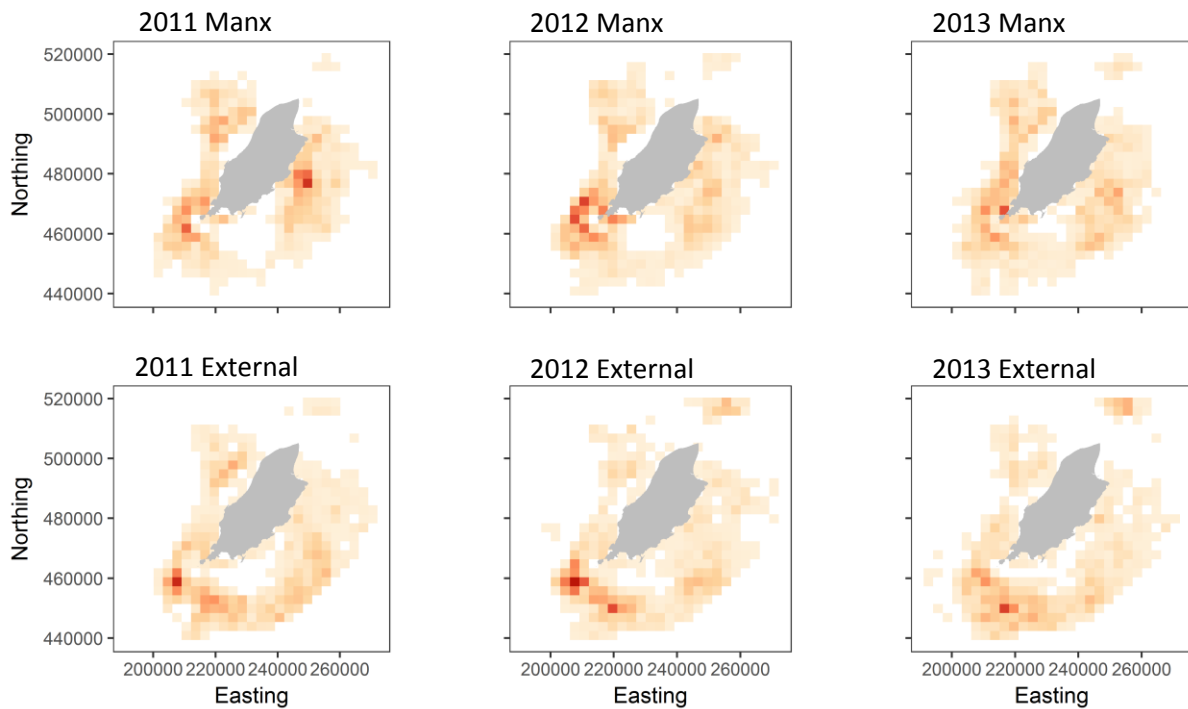 2011 Manx
2012 Manx
2013 Manx
520000
500000
480000
460000
440000
Northing
2011 External
2012 External
2013 External
520000
500000
480000
460000
440000
Northing
200000 220000 240000 260000
200000 220000 240000 260000
200000 220000 240000 260000
Easting
Easting
Easting